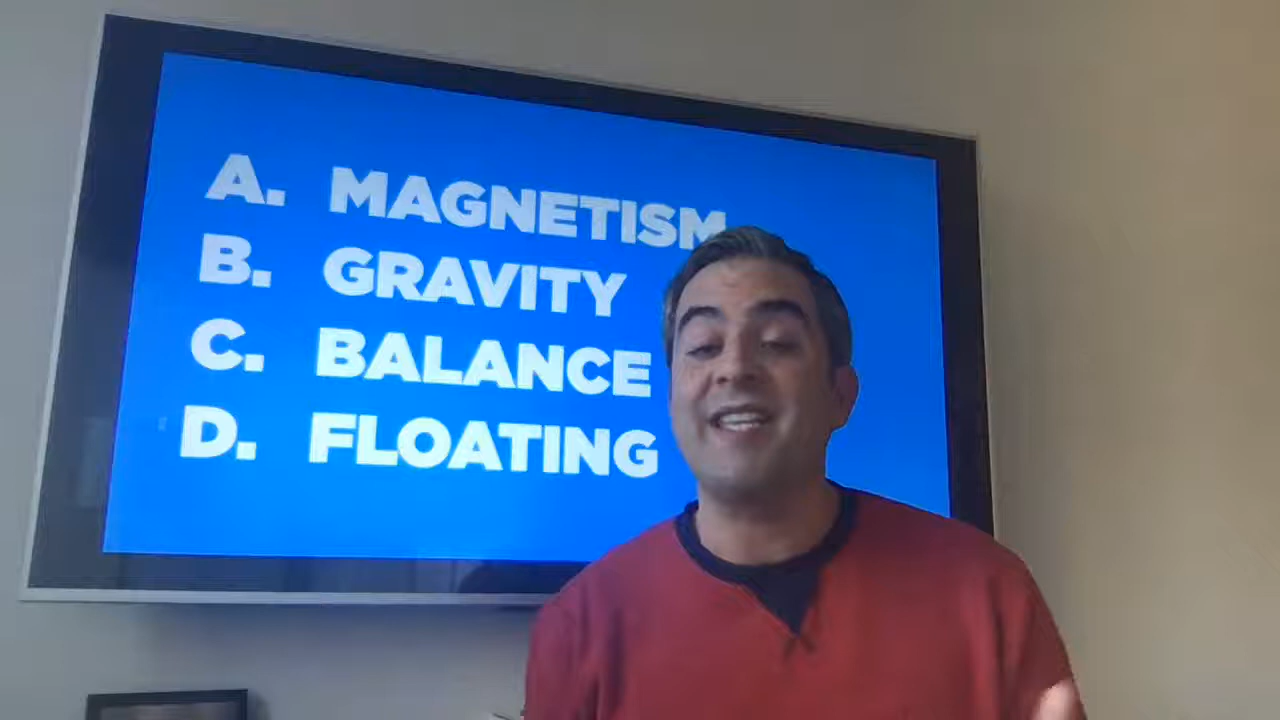 A. MAGNETISM
B. GRAVITY
C. BALANCE
D. FLOATING